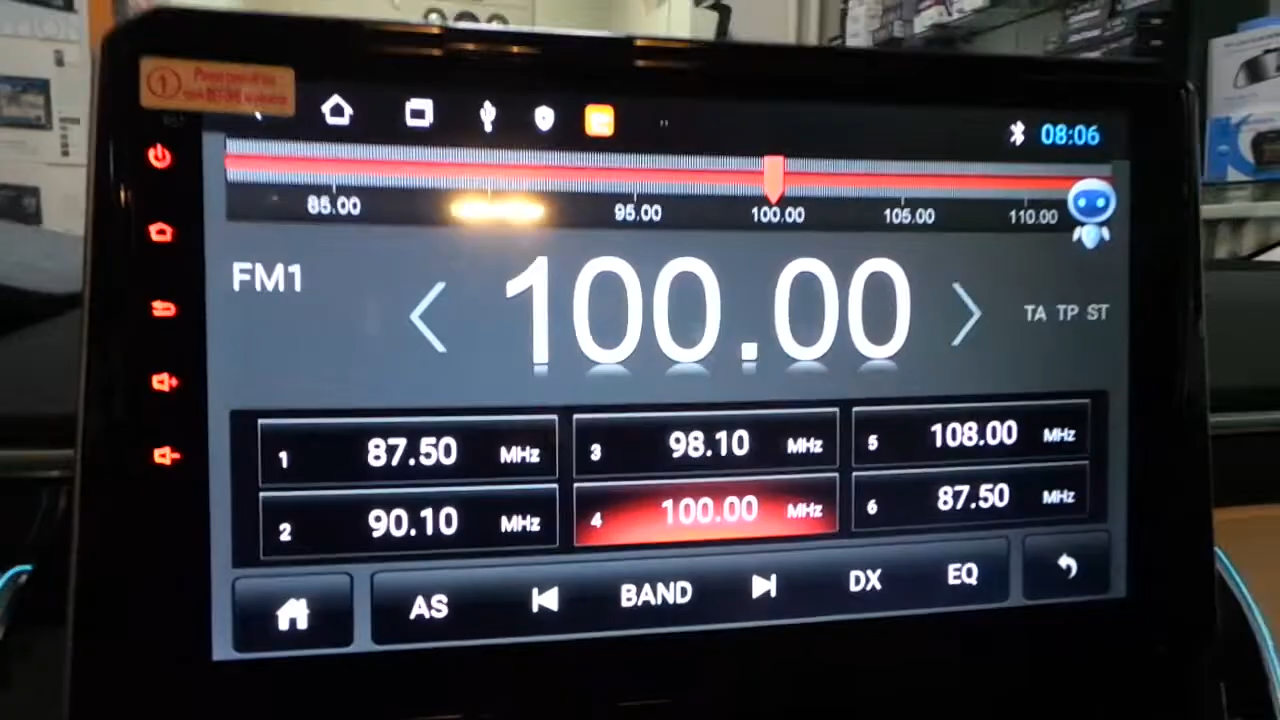 08:06
85.00 95.00 100.00 105.00 110.00
FM1
100.00
TA TP ST
1 87.50 MHz
3 98.10 MHz
5 108.00 MHz
2 90.10 MHz
4 100.00 MHz
6 87.50 MHz
AS BAND DX EQ